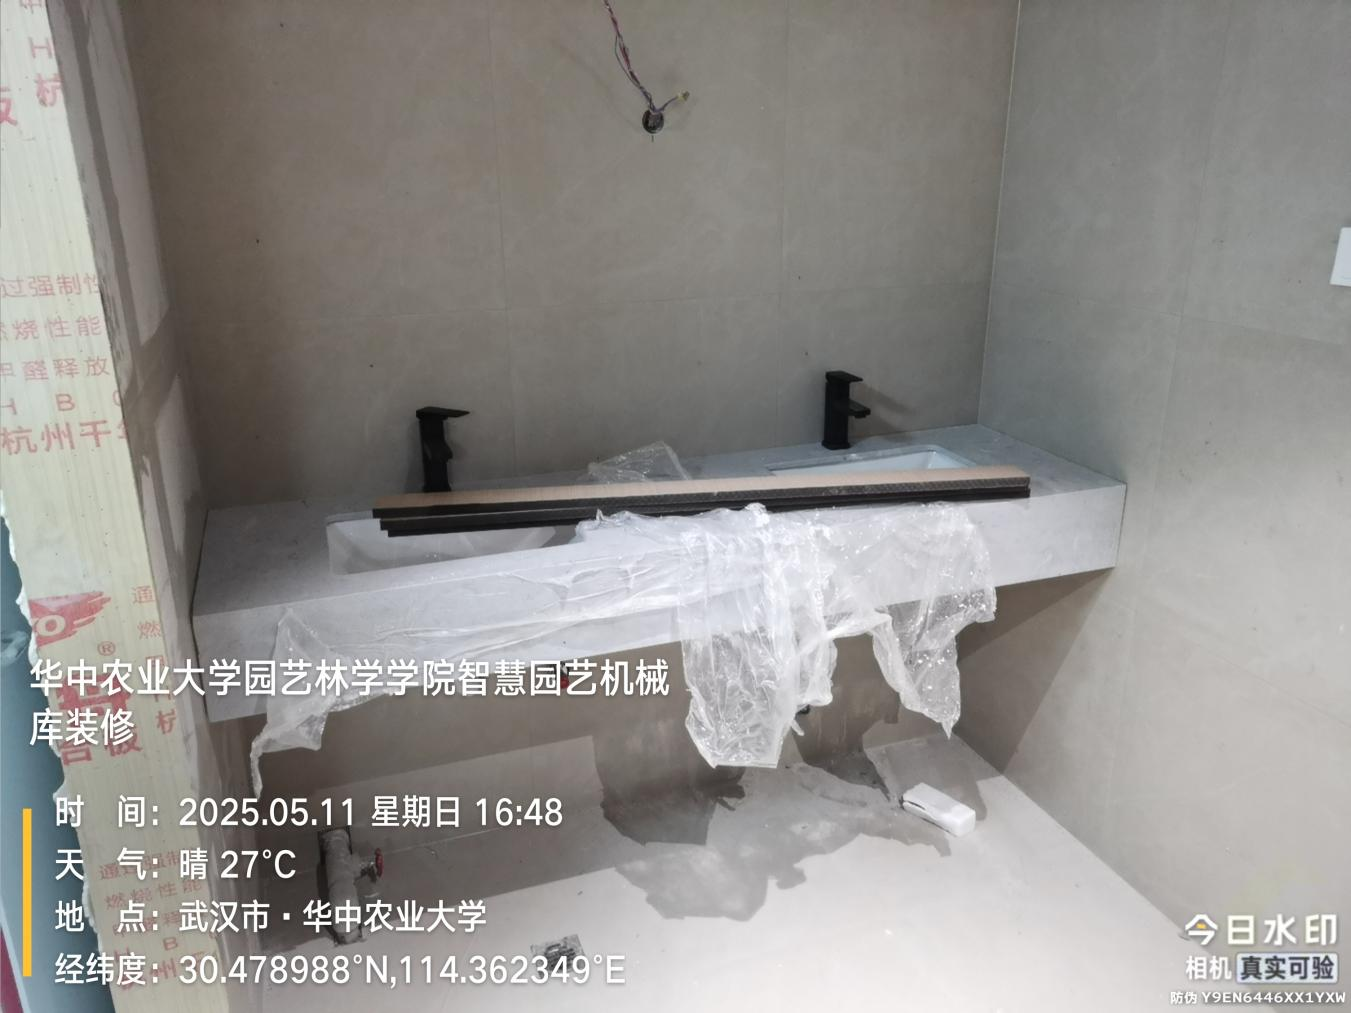 杭
过强制性
燃烧性能
甲醛释放
H B
杭州千
通
燃
®
华中农业大学园艺林学学院智慧园艺机械
库装修
时 间：2025.05.11 星期日 16:48
天 气：晴 27°C
地 点：武汉市·华中农业大学
经纬度：30.478988°N,114.362349°E
今日水印
相机 真实可验
防伪 Y9EN6446XX1YXW